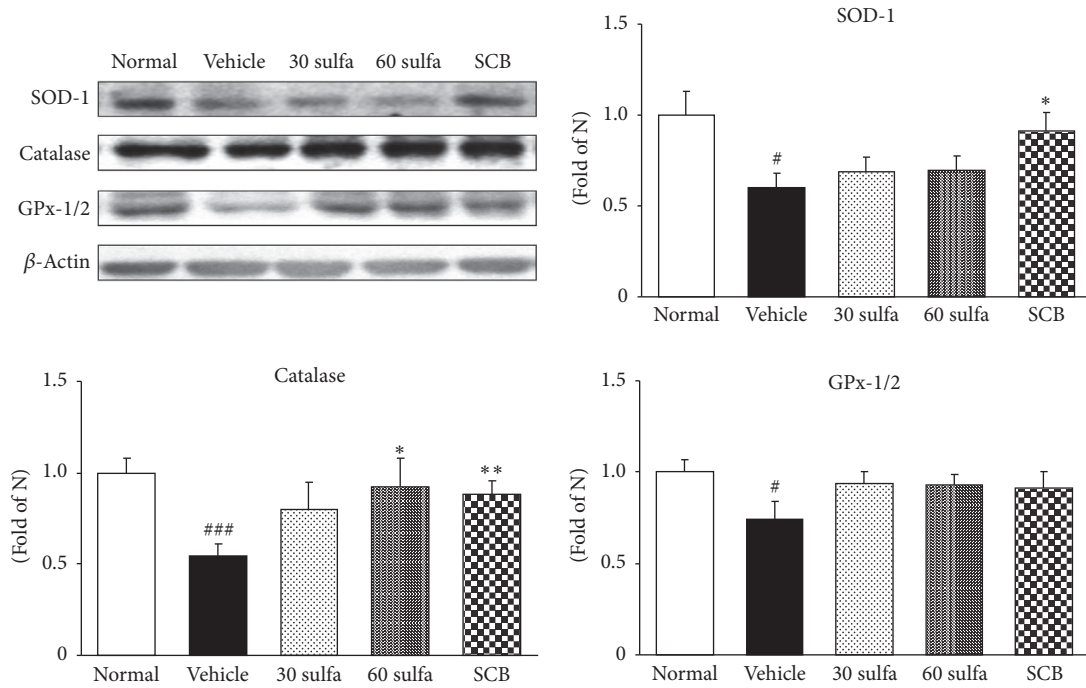 Normal Vehicle 30 sulfa 60 sulfa SCB
SOD-1
Catalase
GPx-1/2
β-Actin
SOD-1
1.5
1.0
0.5
0
(Fold of N)
#
*
Normal Vehicle 30 sulfa 60 sulfa SCB
Catalase
1.5
1.0
0.5
0
(Fold of N)
###
*
**
Normal Vehicle 30 sulfa 60 sulfa SCB
GPx-1/2
1.5
1.0
0.5
0
(Fold of N)
#
Normal Vehicle 30 sulfa 60 sulfa SCB